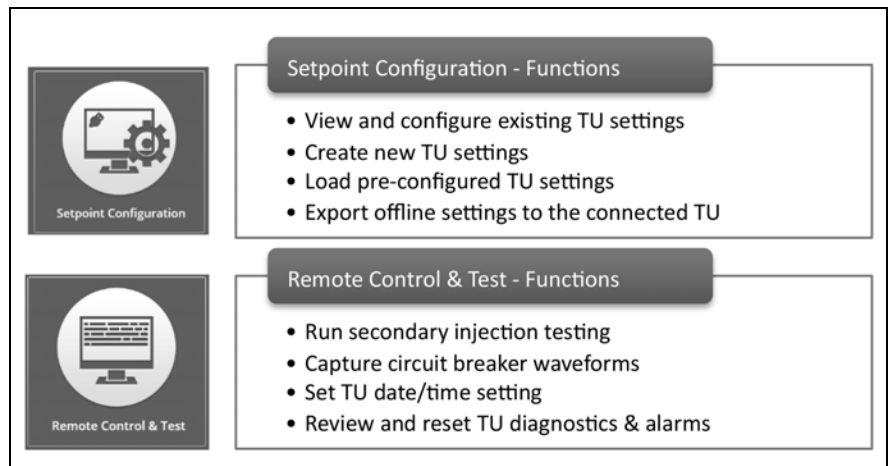 Setpoint Configuration - Functions
• View and configure existing TU settings
• Create new TU settings
• Load pre-configured TU settings
• Export offline settings to the connected TU
Setpoint Configuration
Remote Control & Test - Functions
• Run secondary injection testing
• Capture circuit breaker waveforms
• Set TU date/time setting
• Review and reset TU diagnostics & alarms
Remote Control & Test